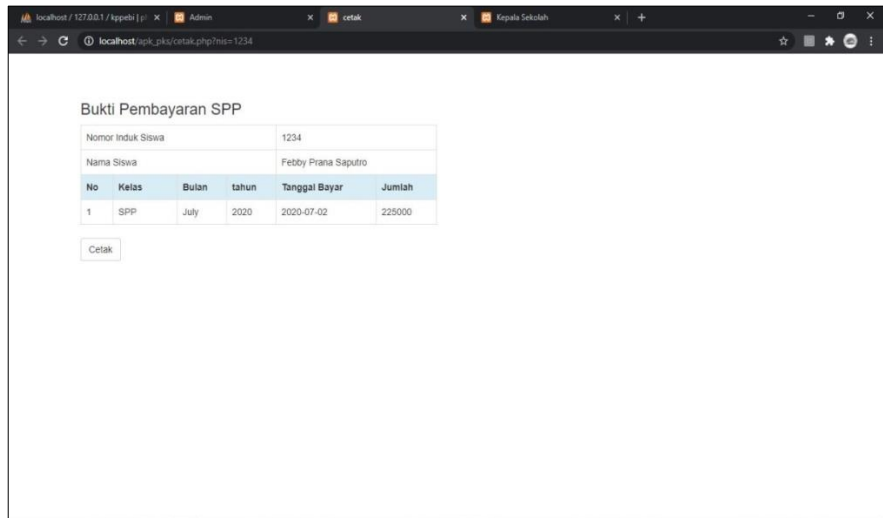 localhost / 127.0.0.1 / kppebi | pl
Admin
cetak
Kepala Sekolah
localhost/apk_pks/cetak.php?nis=1234
Bukti Pembayaran SPP
Nomor Induk Siswa 1234
Nama Siswa Febby Prana Saputro
No Kelas Bulan tahun Tanggal Bayar Jumlah
1 SPP July 2020 2020-07-02 225000
Cetak